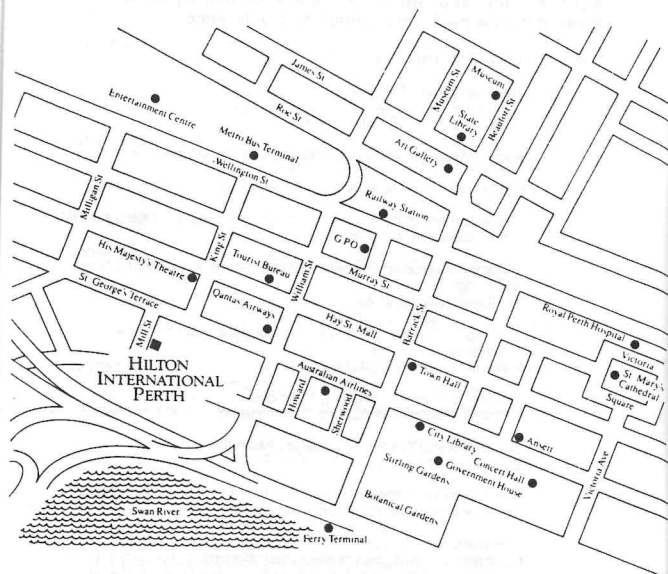 James St
Museum St
Museum
Beaufort St
State
Library
Entertainment Centre
Roe St
Metro Bus Terminal
Art Gallery
Wellington St
Railway Station
Milligan St
King St
GPO
His Majesty's Theatre
Tourist Bureau
William St
Murray St
St George's Terrace
Qantas Airways
Hay St Mall
Barrack St
Royal Perth Hospital
Mill St
Victoria
St Mary's
Cathedral
Square
HILTON
INTERNATIONAL
PERTH
Australian Airlines
Town Hall
Howard
Sherwood
City Library
Ansett
Stirling Gardens
Government House
Concert Hall
Victoria Ave
Botanical Gardens
Swan River
Ferry Terminal